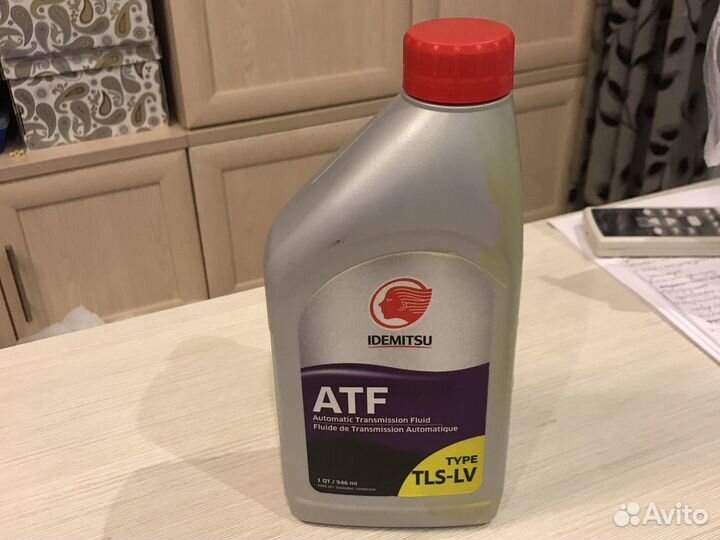 IDEMITSU
ATF
Automatic Transmission Fluid
Fluide de Transmission Automatique
TYPE
TLS-LV
1 QT / 946 ml
Avito